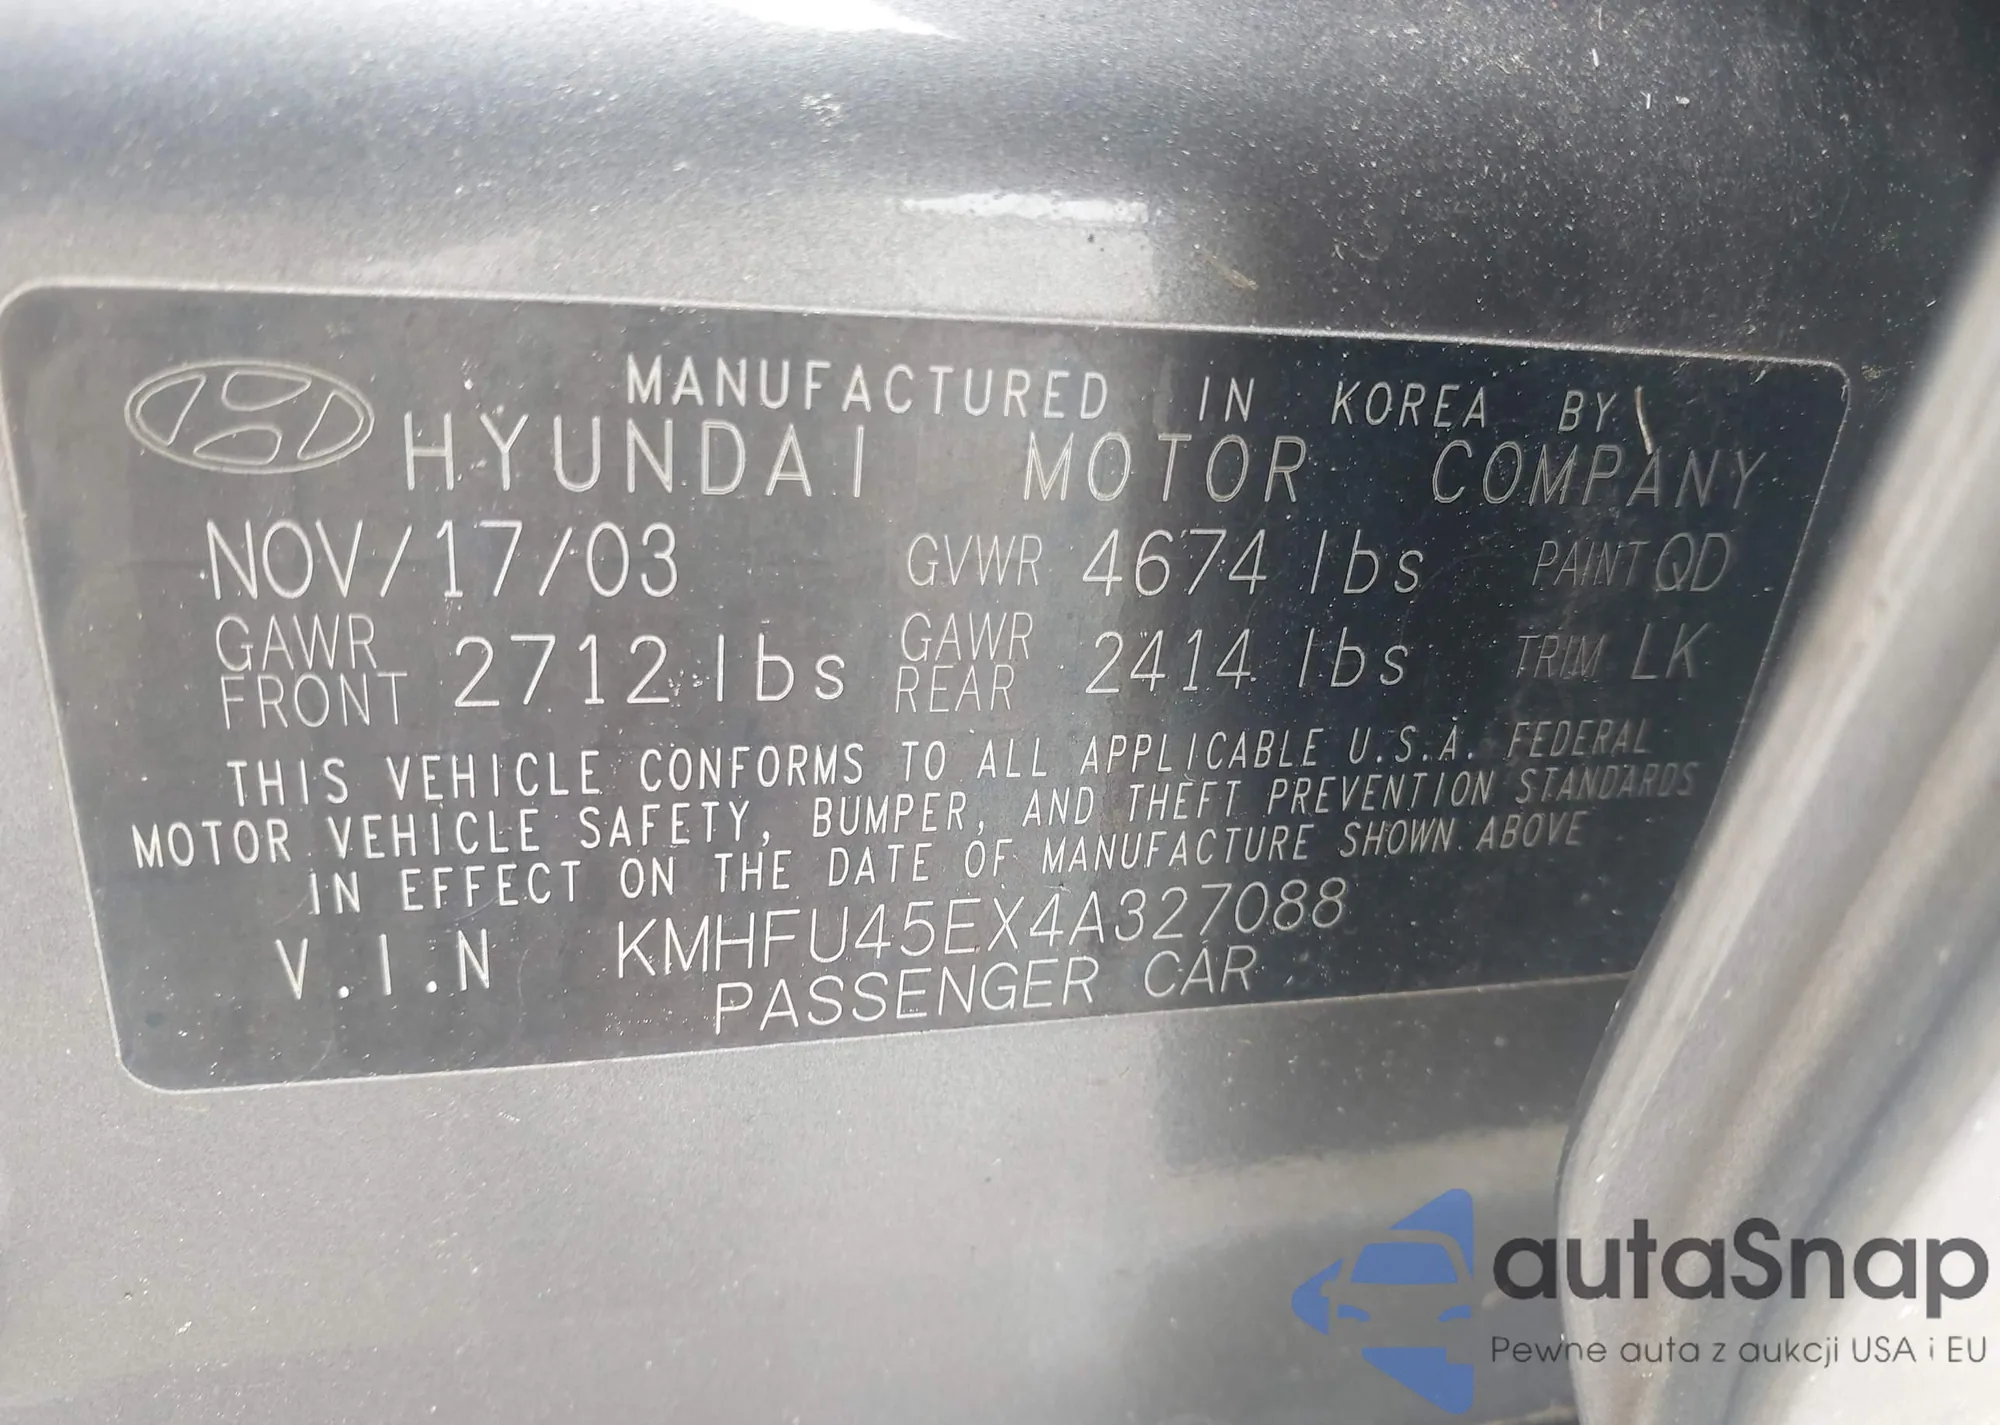 MANUFACTURED IN KOREA BY
HYUNDAI MOTOR COMPANY
NOV/17/03 GVWR 4674 lbs PAINT QD
GAWR FRONT 2712 lbs GAWR REAR 2414 lbs TRIM LK
THIS VEHICLE CONFORMS TO ALL APPLICABLE U.S.A. FEDERAL
MOTOR VEHICLE SAFETY, BUMPER, AND THEFT PREVENTION STANDARDS
IN EFFECT ON THE DATE OF MANUFACTURE SHOWN ABOVE
V.I.N KMHFU45EX4A327088
PASSENGER CAR
autaSnap
Pewne auta z aukcji USA i EU